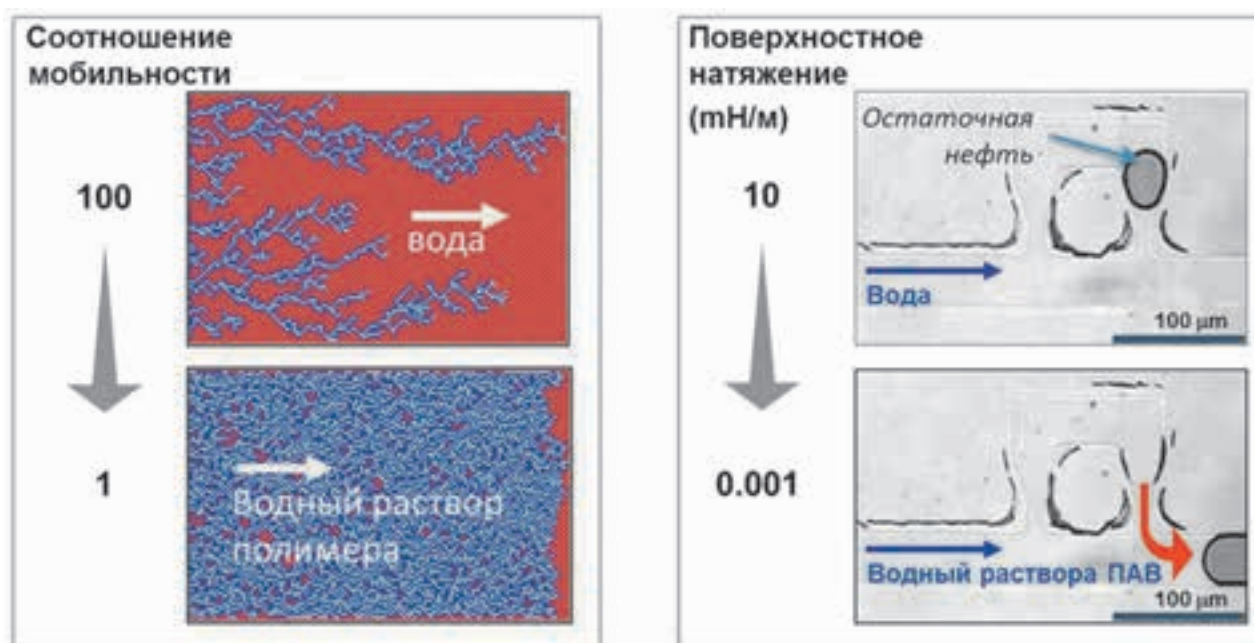 Соотношение
мобильности
100
вода
1
Водный раствор
полимера
Поверхностное
натяжение
(mН/м)
10
Остаточная
нефть
Вода
100 µm
0.001
Водный раствора ПАВ
100 µm